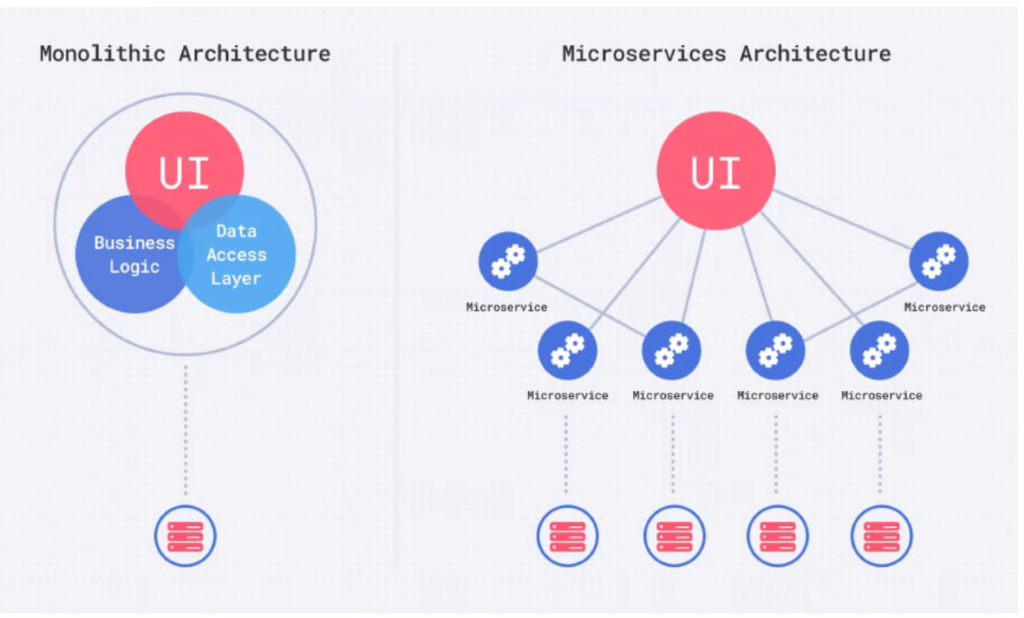 Monolithic Architecture
UI
Business
Logic
Data
Access
Layer
Microservices Architecture
UI
Microservice
Microservice
Microservice
Microservice
Microservice
Microservice